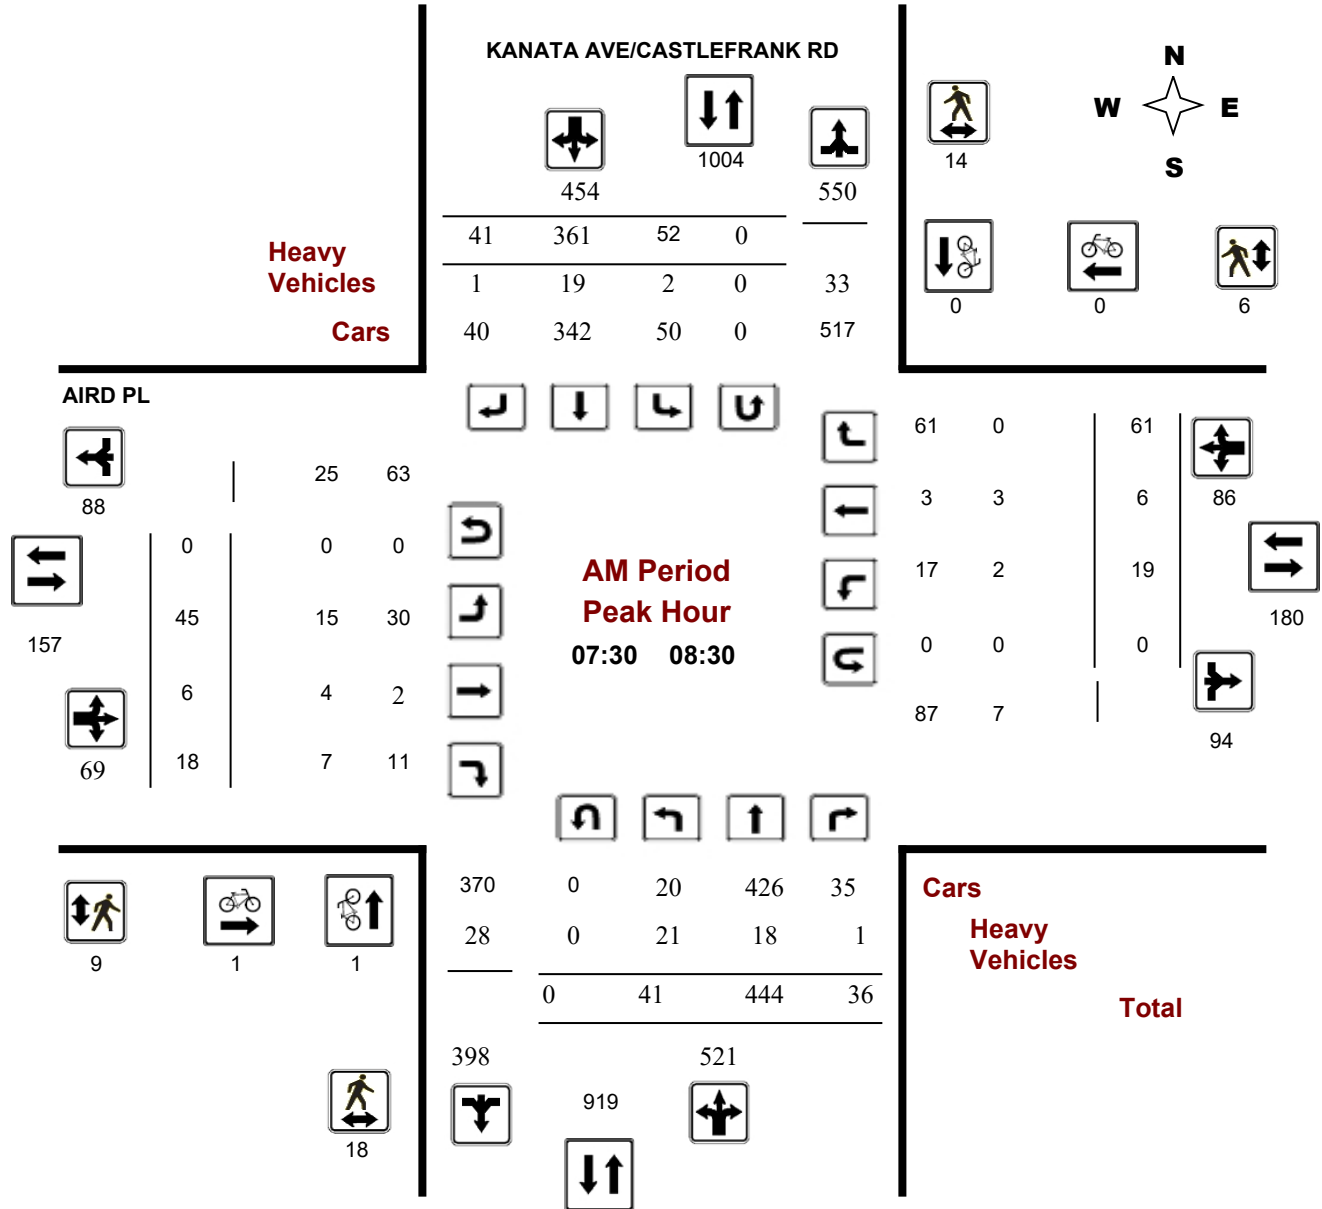 KANATA AVE/CASTLEFRANK RD
N
W E
S
1004
14
454 550
41 361 52 0
Heavy
Vehicles
1 19 2 0 33
0 0 6
Cars
40 342 50 0 517
AIRD PL
61 0 61
25 63
88
3 3 6 86
0 0 0
AM Period
17 2 19
Peak Hour
45 15 30
180
157
07:30 08:30
0 0 0
6 4 2
87 7
94
69 18 7 11
370 0 20 426 35
Cars
28 0 21 18 1
Heavy
Vehicles
9 1 1
0 41 444 36
Total
398 521
919
18